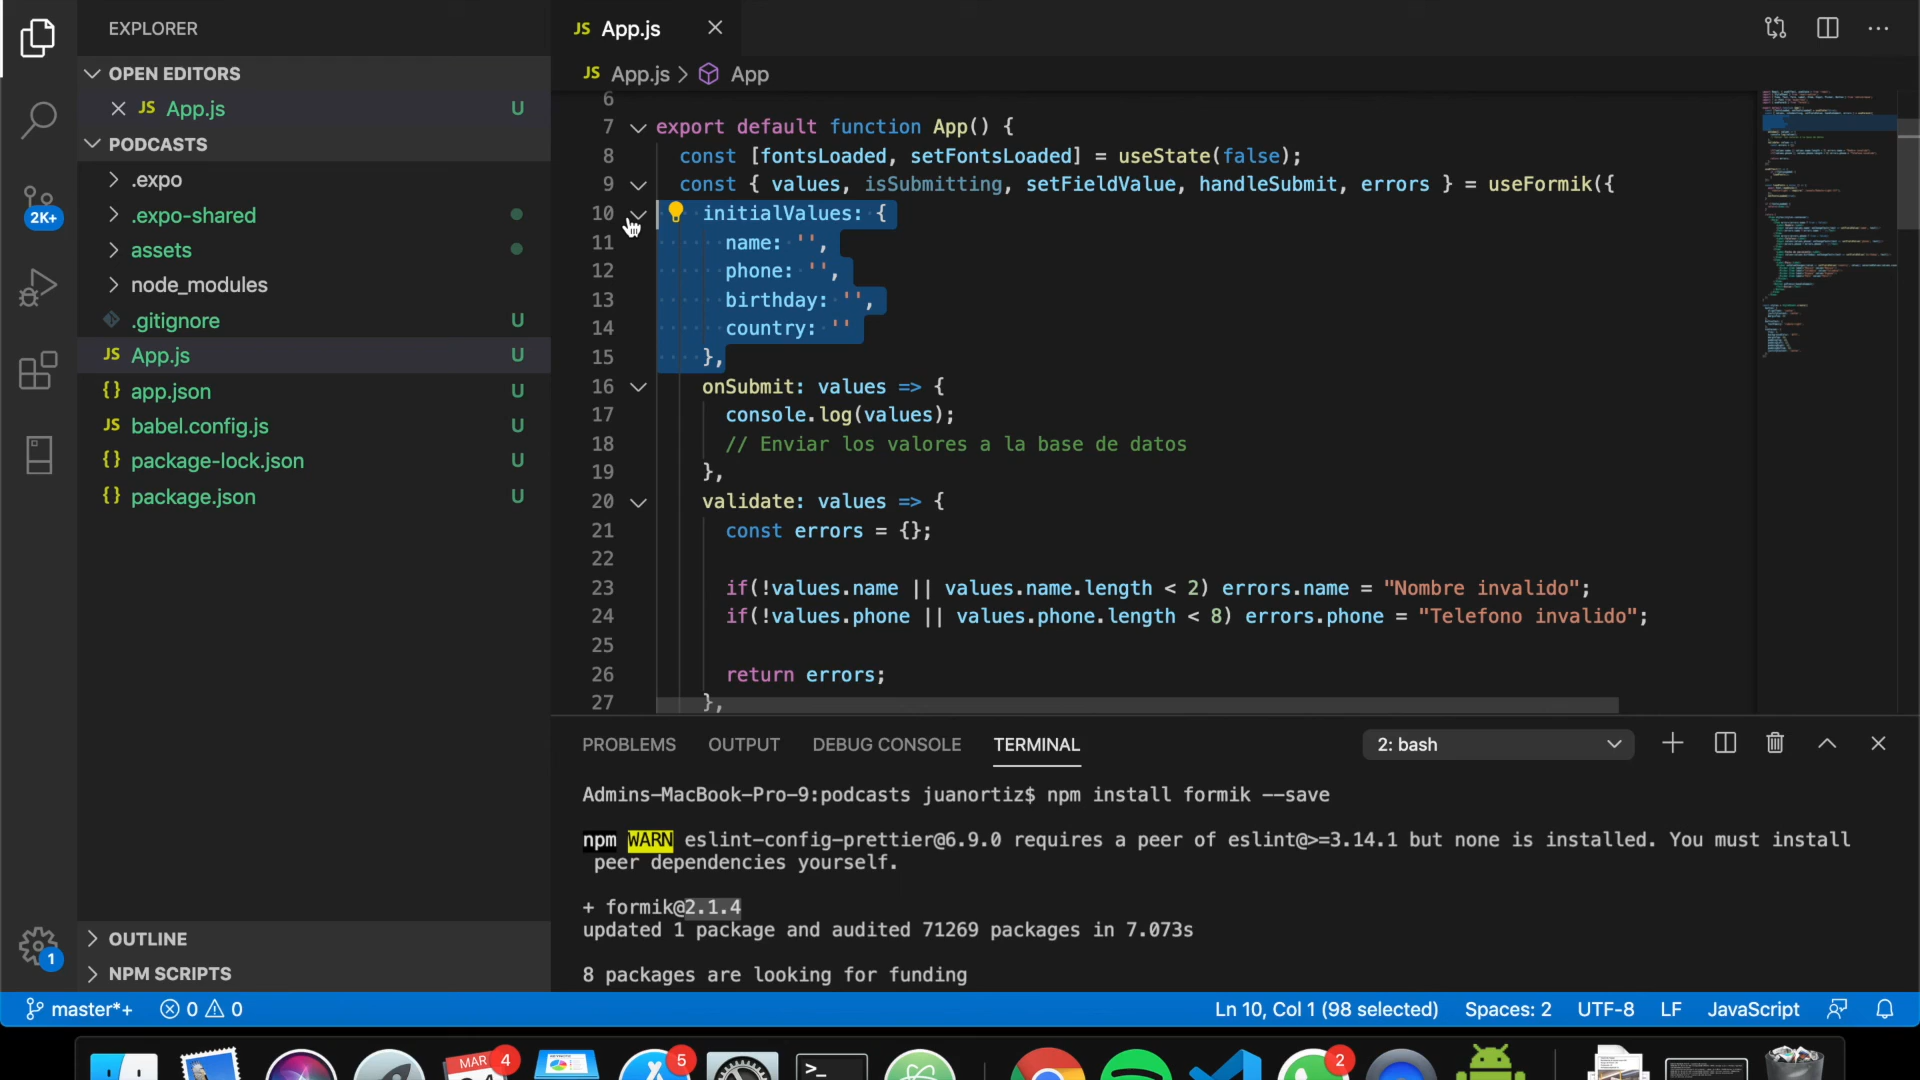 EXPLORER
OPEN EDITORS
JS App.js U
PODCASTS
.expo
.expo-shared
assets
node_modules
.gitignore U
JS App.js U
{} app.json U
JS babel.config.js U
{} package-lock.json U
{} package.json U
OUTLINE
NPM SCRIPTS
2K+
1
JS App.js
JS App.js > App
6
7 export default function App() {
8 const [fontsLoaded, setFontsLoaded] = useState(false);
9 const { values, isSubmitting, setFieldValue, handleSubmit, errors } = useFormik({
10 initialValues: {
11 name: '',
12 phone: '',
13 birthday: '',
14 country: ''
15 },
16 onSubmit: values => {
17 console.log(values);
18 // Enviar los valores a la base de datos
19 },
20 validate: values => {
21 const errors = {};
22
23 if(!values.name || values.name.length < 2) errors.name = "Nombre invalido";
24 if(!values.phone || values.phone.length < 8) errors.phone = "Telefono invalido";
25
26 return errors;
27 },
PROBLEMS OUTPUT DEBUG CONSOLE TERMINAL 2: bash
Admins-MacBook-Pro-9:podcasts juanortiz$ npm install formik --save
npm WARN eslint-config-prettier@6.9.0 requires a peer of eslint@>=3.14.1 but none is installed. You must install
peer dependencies yourself.
+ formik@2.1.4
updated 1 package and audited 71269 packages in 7.073s
8 packages are looking for funding
master*+ 0 0 Ln 10, Col 1 (98 selected) Spaces: 2 UTF-8 LF JavaScript
MAR 4 5 >_ 2